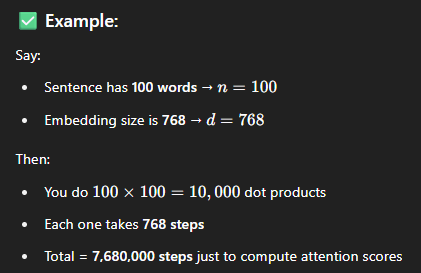 ✅ Example:
Say:
• Sentence has 100 words → n = 100
• Embedding size is 768 → d = 768
Then:
• You do 100 × 100 = 10,000 dot products
• Each one takes 768 steps
• Total = 7,680,000 steps just to compute attention scores